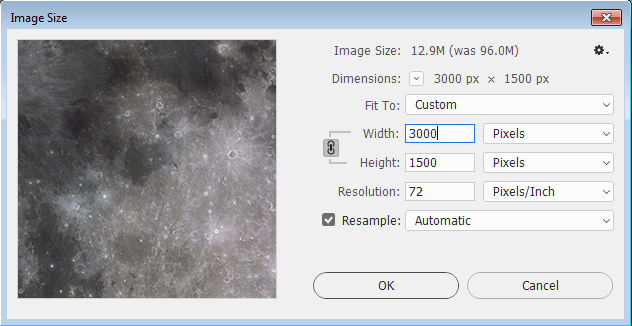 Image Size
Image Size: 12.9M (was 96.0M)
Dimensions: 3000 px × 1500 px
Fit To: Custom
Width: 3000 Pixels
Height: 1500 Pixels
Resolution: 72 Pixels/Inch
Resample: Automatic
OK Cancel